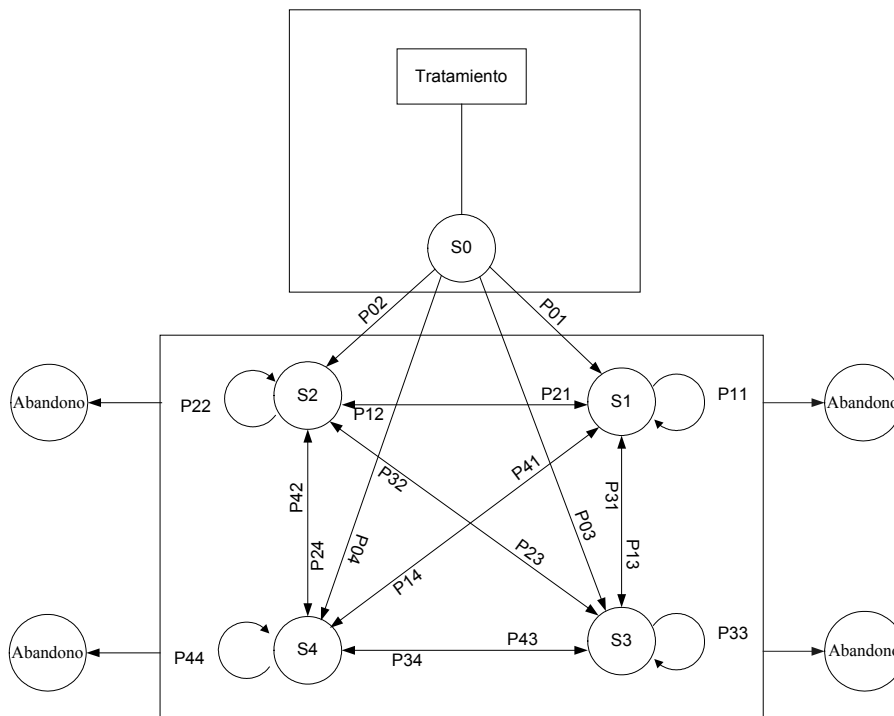 Tratamiento
S0
P02
P01
S2
S1
Abandono
Abandono
P22
P12
P21
P11
P42
P32
P41
P31
P24
P04
P14
P23
P03
P13
S4
S3
Abandono
Abandono
P44
P34
P43
P33